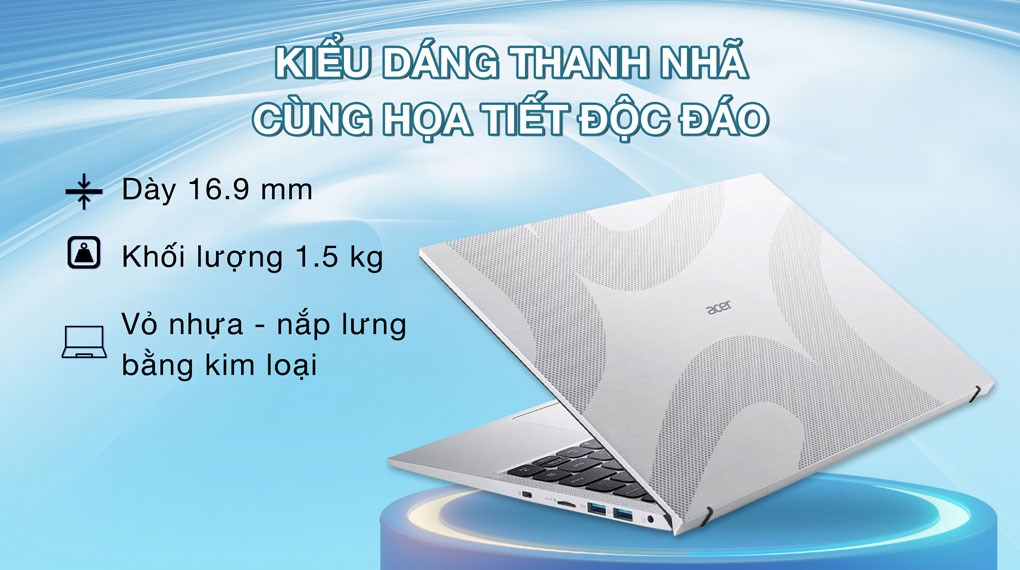 KIỂU DÁNG THANH NHÃ
CÙNG HỌA TIẾT ĐỘC ĐÁO
Dày 16.9 mm
Khối lượng 1.5 kg
Vỏ nhựa - nắp lưng
bằng kim loại
acer